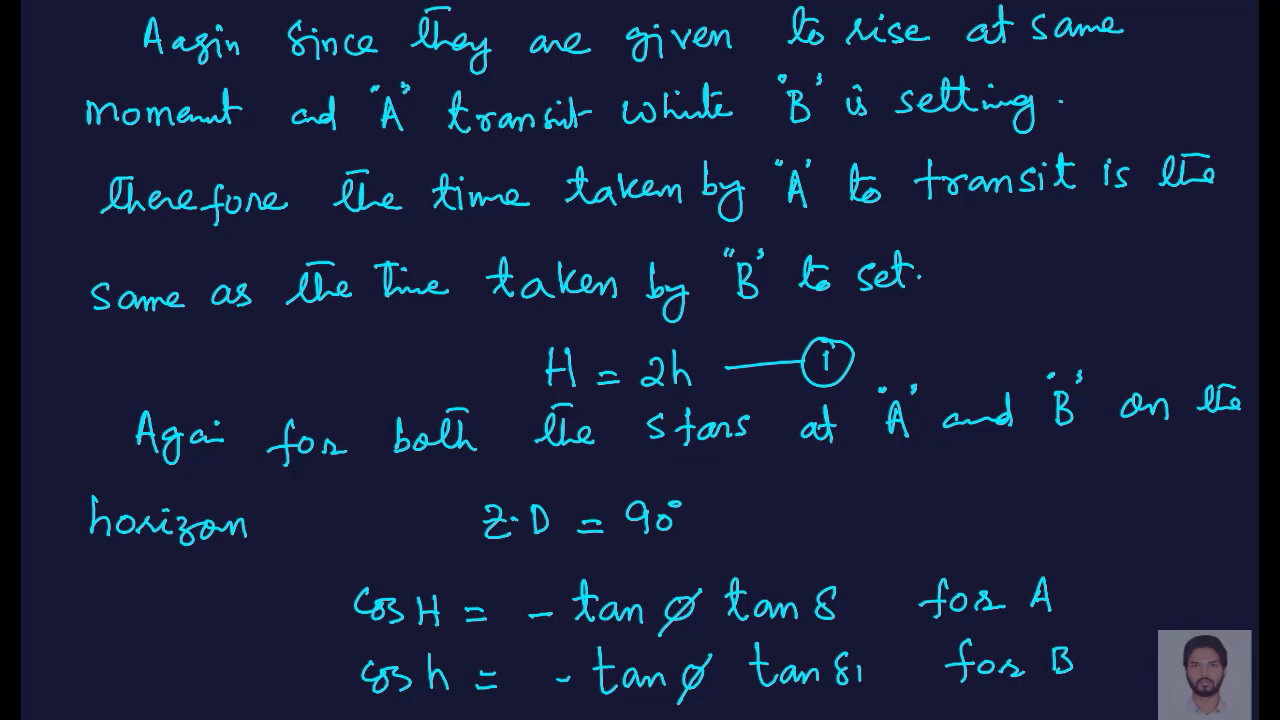 Aagin since they are given to rise at same
moment and "A" transit while "B" is setting.
therefore the time taken by "A" to transit is the
same as the time taken by "B" to set.
H = 2h —— ①
Again for both the stars at "A" and "B" on the
horizon Z.D = 90°
cos H = - tan φ tan δ for A
cos h = - tan φ tan δ1 for B